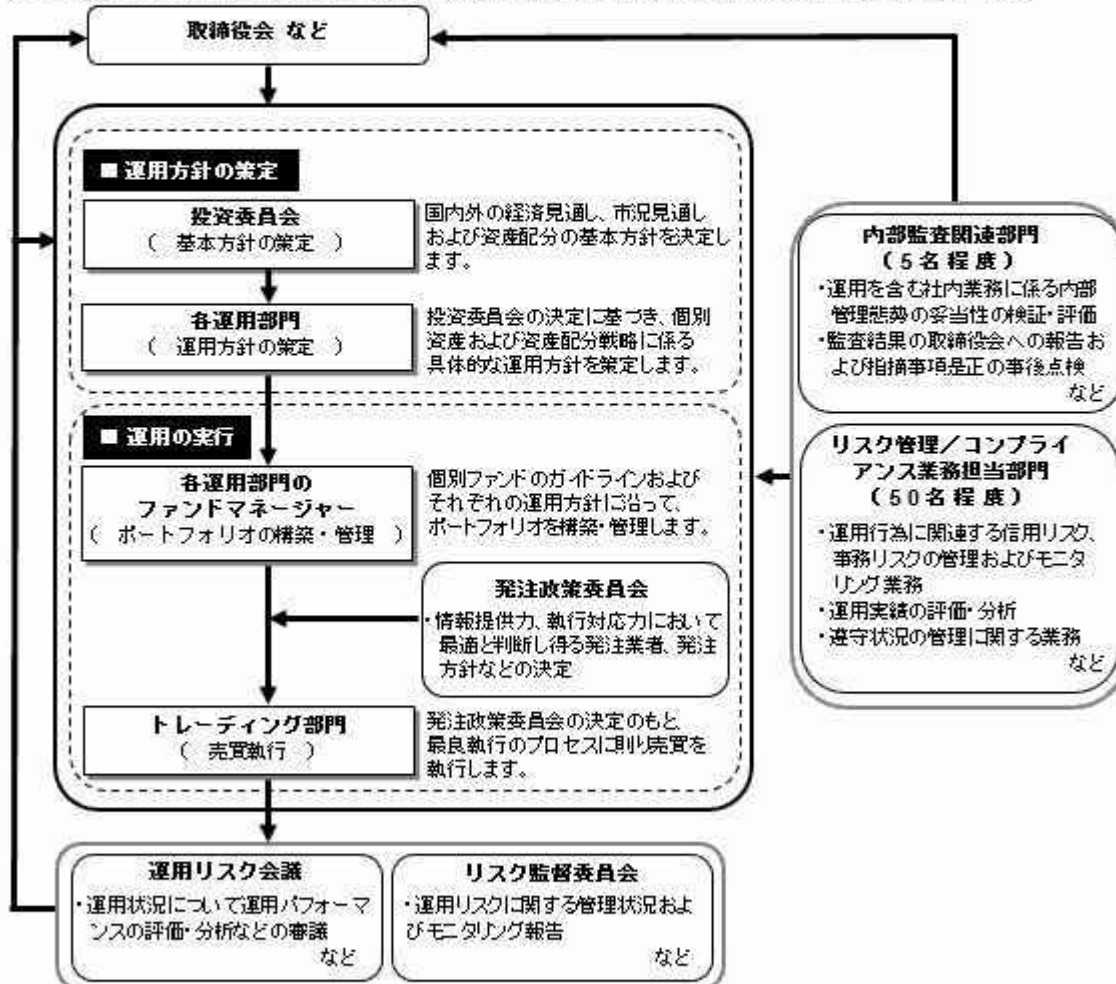 取締役会 など
■ 運用方針の策定
投資委員会
( 基本方針の策定 )
国内外の経済見通し、市況見通し
および資産配分の基本方針を決定し
ます。
各運用部門
( 運用方針の策定 )
投資委員会の決定に基づき、個別
資産および資産配分戦略に係る
具体的な運用方針を策定します。
■ 運用の実行
各運用部門の
ファンドマネージャー
( ポートフォリオの構築・管理 )
個別ファンドのガイドラインおよび
それぞれの運用方針に沿って、
ポートフォリオを構築・管理します。
発注政策委員会
・情報提供力、執行対応力において
最適と判断し得る発注業者、発注
方針などの決定
トレーディング部門
( 売買執行 )
発注政策委員会の決定のもと
最良執行のプロセスに則り売買を
執行します。
運用リスク会議
・運用状況について運用パフォーマ
ンスの評価・分析などの審議
など
リスク監督委員会
・運用リスクに関する管理状況およ
びモニタリング報告
など
内部監査関連部門
(5名程度)
・運用を含む社内業務に係る内部
管理態勢の妥当性の検証・評価
・監査結果の取締役会への報告お
よび指摘事項是正の事後点検
など
リスク管理/コンプライ
アンス業務担当部門
(50名程度)
・運用行為に関連する信用リスク、
事務リスクの管理およびモニタ
リング業務
・運用実績の評価・分析
・遵守状況の管理に関する業務
など